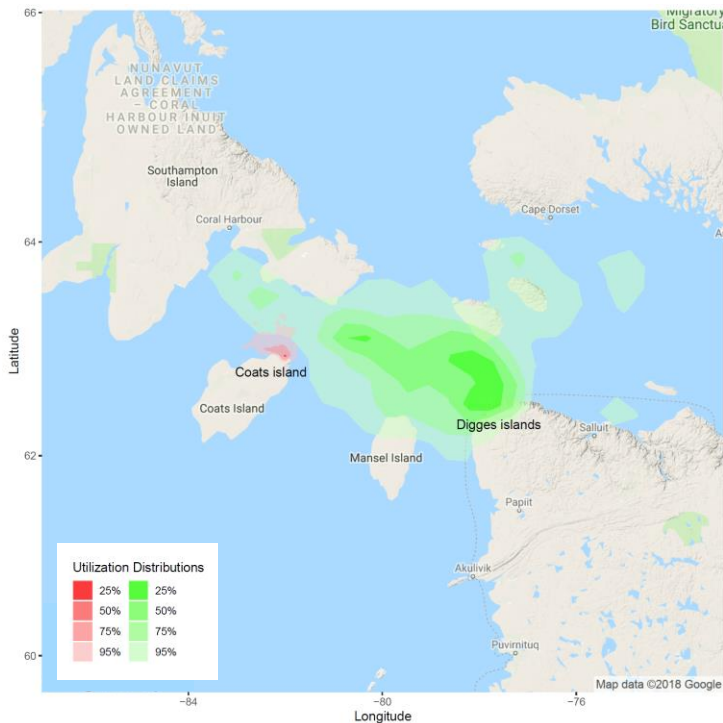 66
Migratory
Bird Sanctua
NUNAVUT
LAND CLAIMS
AGREEMENT
– CORAL
HARBOUR INUIT
OWNED LAND
Southampton
Island
Coral Harbour
Cape Dorset
64
Latitude
Coats island
Coats Island
Digges islands
Salluit
62
Mansel Island
Papiit
Utilization Distributions
25% 25%
50% 50%
75% 75%
95% 95%
Akulivik
Puvirnituq
60
Map data ©2018 Google
−84 −80 −76
Longitude